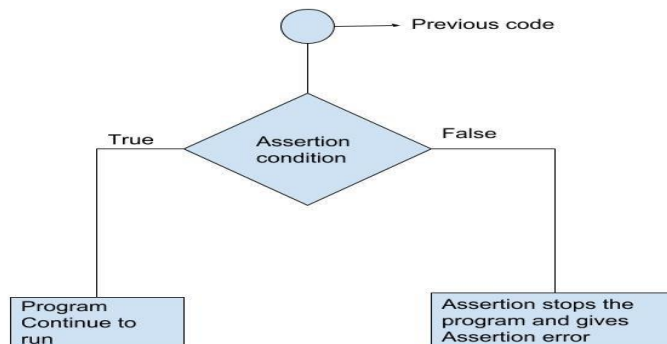 Previous code
True
False
Assertion
condition
Program
Continue to
run
Assertion stops the
program and gives
Assertion error